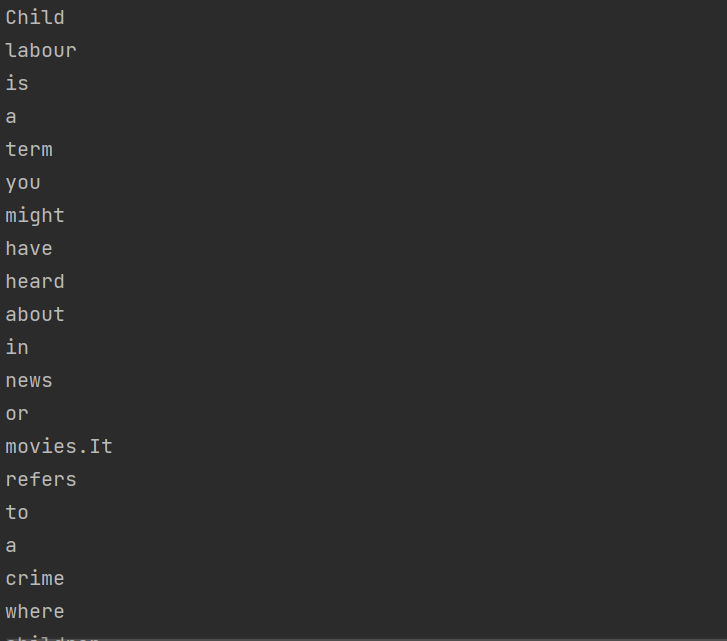 Child
labour
is
a
term
you
might
have
heard
about
in
news
or
movies.It
refers
to
a
crime
where